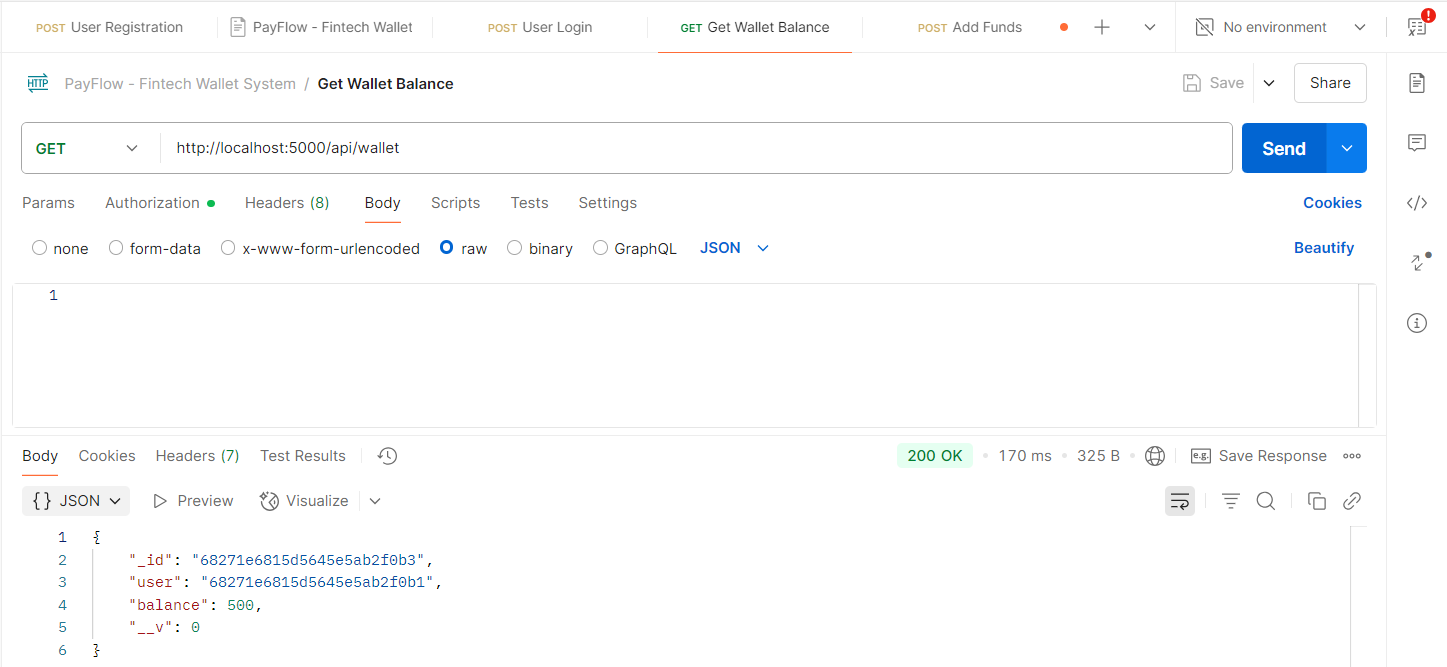 POST User Registration PayFlow - Fintech Wallet POST User Login GET Get Wallet Balance POST Add Funds No environment
HTTP PayFlow - Fintech Wallet System / Get Wallet Balance Save Share
GET http://localhost:5000/api/wallet Send
Params Authorization Headers (8) Body Scripts Tests Settings Cookies
none form-data x-www-form-urlencoded raw binary GraphQL JSON Beautify
1
Body Cookies Headers (7) Test Results 200 OK 170 ms 325 B e.g. Save Response
{} JSON Preview Visualize
1 {
2 "_id": "68271e6815d5645e5ab2f0b3",
3 "user": "68271e6815d5645e5ab2f0b1",
4 "balance": 500,
5 "__v": 0
6 }